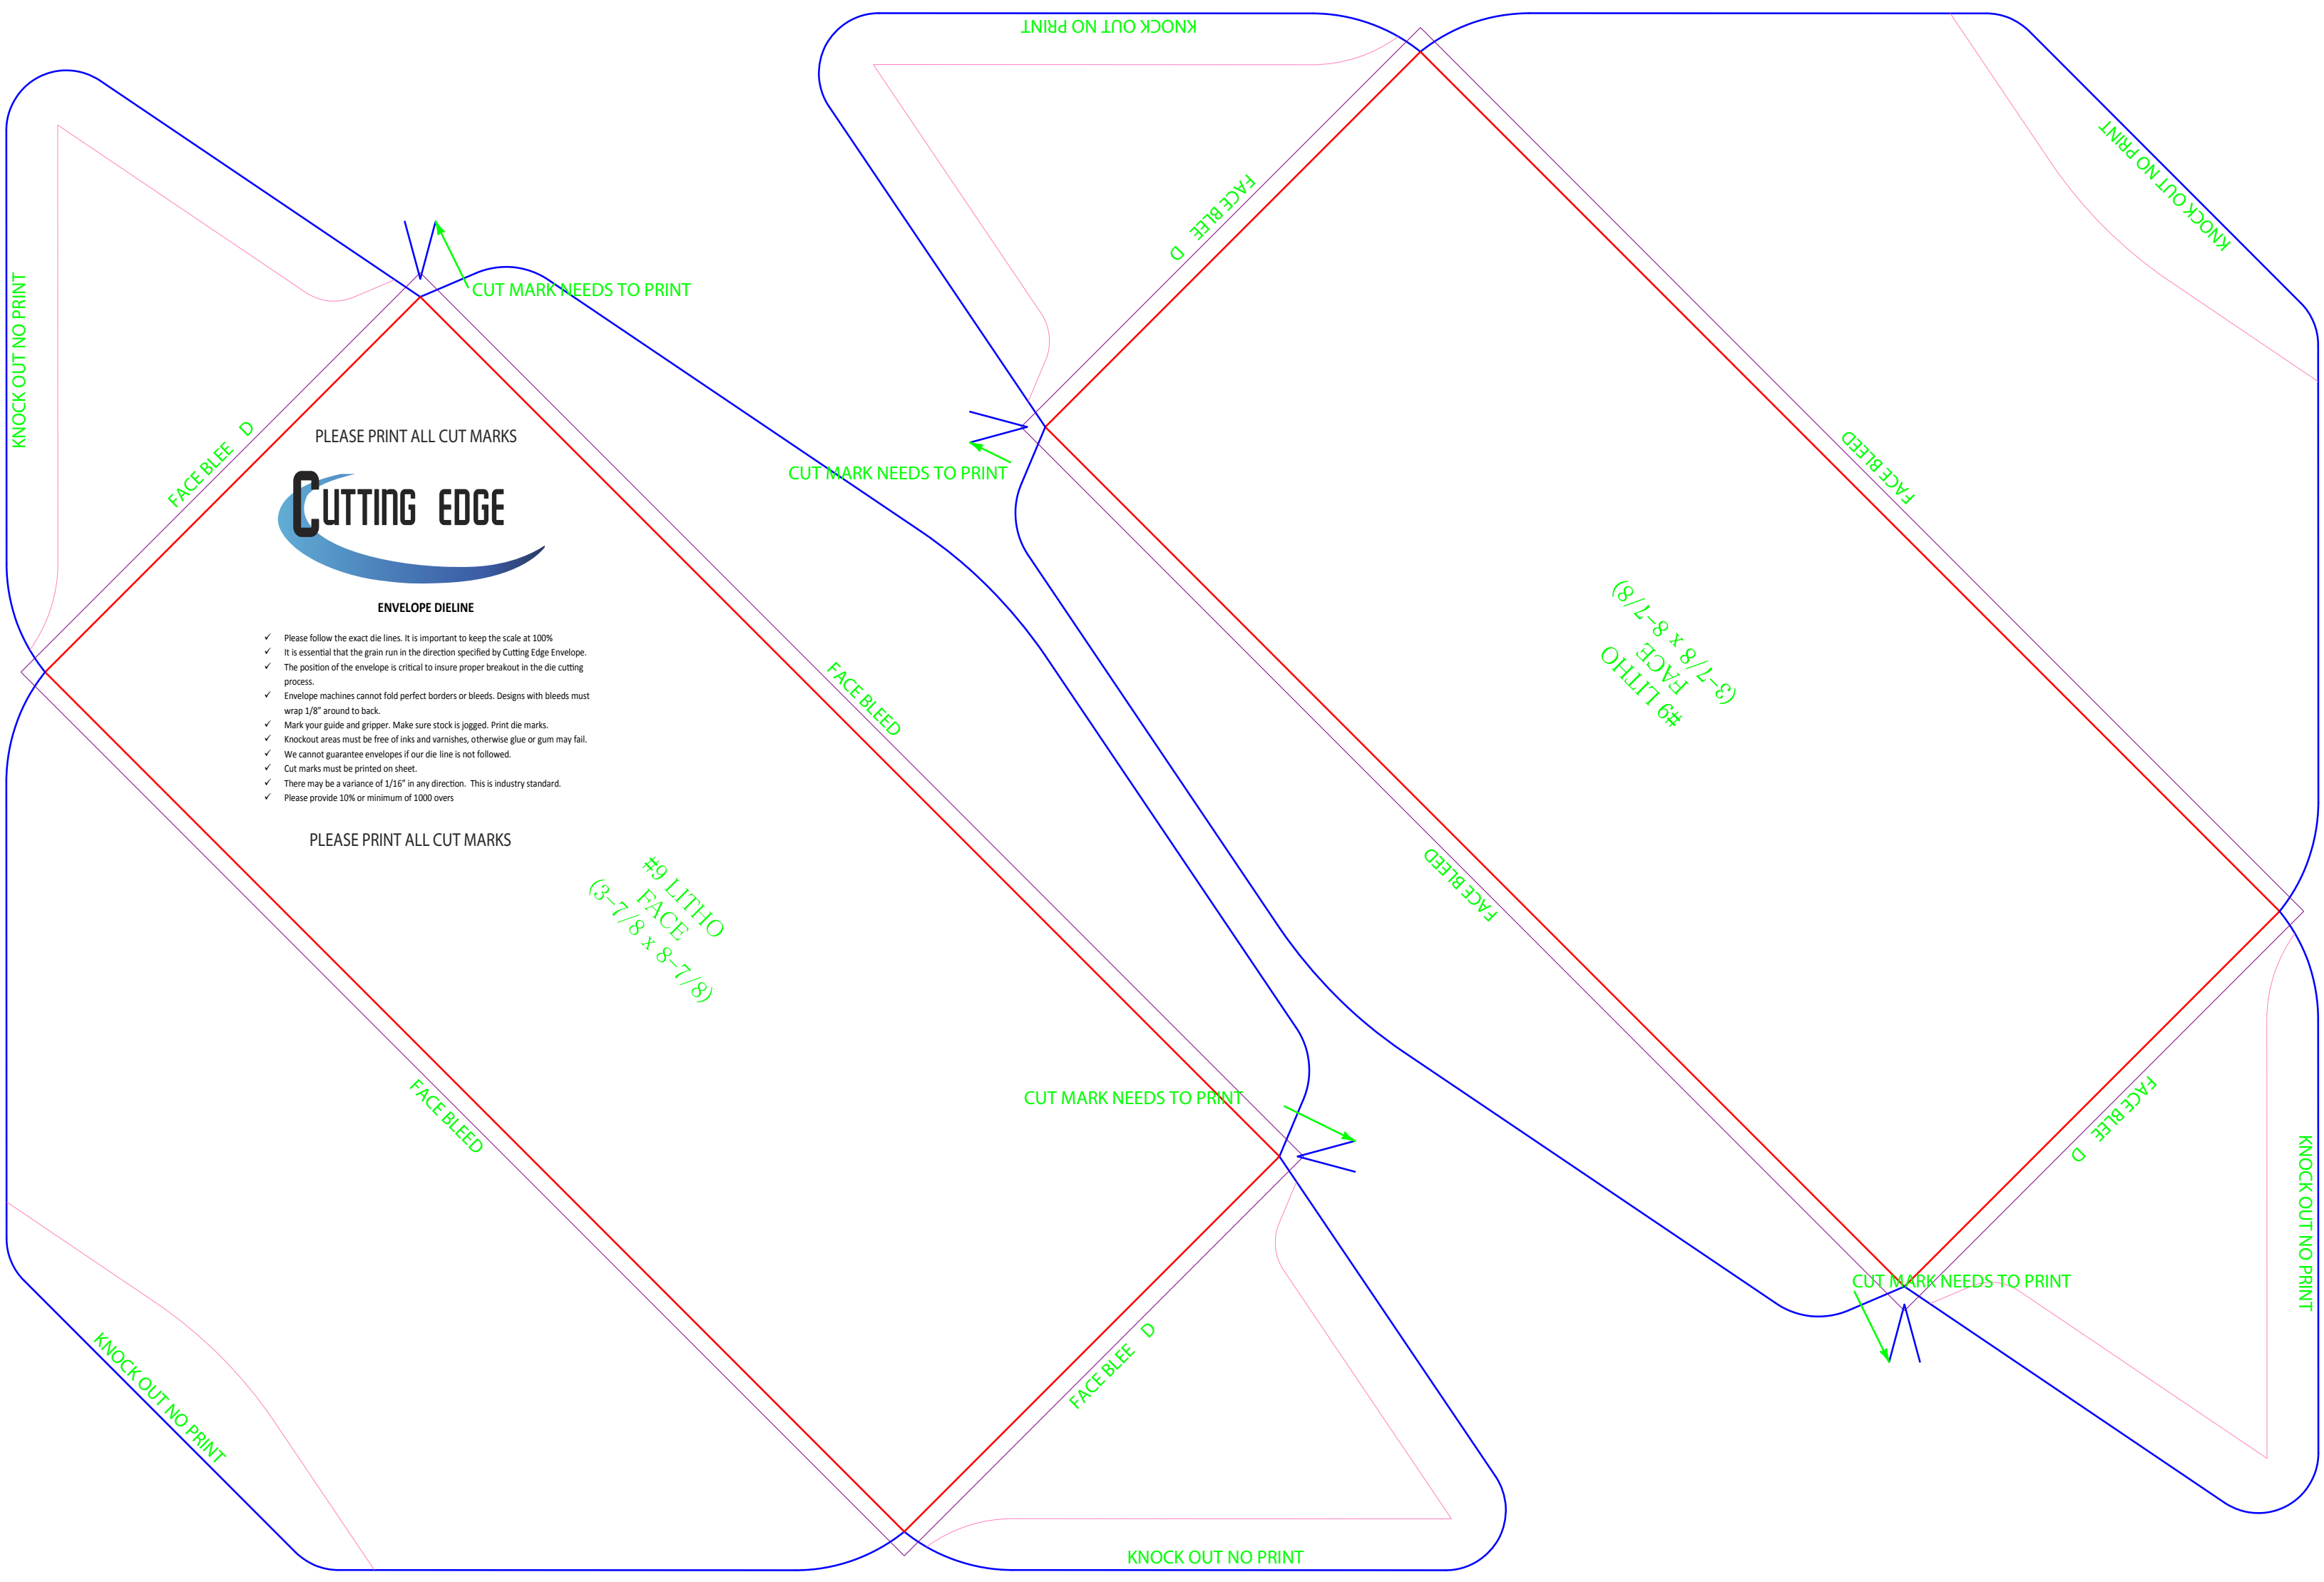 KNOCK OUT NO PRINT
KNOCK OUT NO PRINT
KNOCK OUT NO PRINT
FACE BLEE D
CUT MARK NEEDS TO PRINT
FACE BLEE D
PLEASE PRINT ALL CUT MARKS
CUTTING EDGE
CUT MARK NEEDS TO PRINT
FACE BLEED
ENVELOPE DIELINE
✓ Please follow the exact die lines. It is important to keep the scale at 100%
✓ It is essential that the grain run in the direction specified by Cutting Edge Envelope.
✓ The position of the envelope is critical to insure proper breakout in the die cutting
process.
✓ Envelope machines cannot fold perfect borders or bleeds. Designs with bleeds must
wrap 1/8” around to back.
✓ Mark your guide and gripper. Make sure stock is jogged. Print die marks.
✓ Knockout areas must be free of inks and varnishes, otherwise glue or gum may fail.
✓ We cannot guarantee envelopes if our die line is not followed.
✓ Cut marks must be printed on sheet.
✓ There may be a variance of 1/16” in any direction. This is industry standard.
✓ Please provide 10% or minimum of 1000 overs
PLEASE PRINT ALL CUT MARKS
FACE BLEED
#9 LITHO
FACE
(3-7/8 x 8-7/8)
#9 LITHO
FACE
(3-7/8 x 8-7/8)
FACE BLEED
FACE BLEED
CUT MARK NEEDS TO PRINT
FACE BLEE D
CUT MARK NEEDS TO PRINT
KNOCK OUT NO PRINT
FACE BLEE D
KNOCK OUT NO PRINT
KNOCK OUT NO PRINT